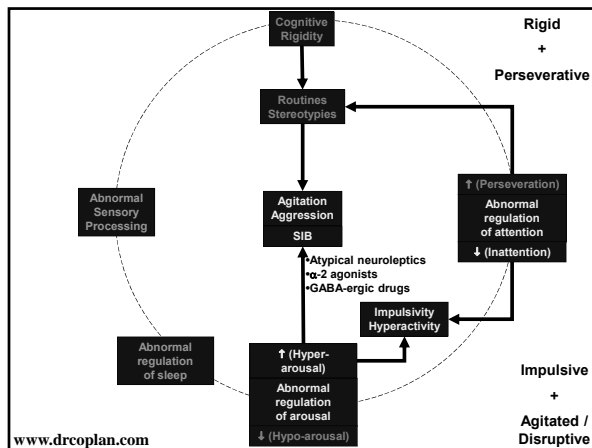 Cognitive
Rigidity
Rigid
+
Perseverative
Routines
Stereotypies
Abnormal
Sensory
Processing
Agitation
Aggression
SIB
↑ (Perseveration)
Abnormal
regulation
of attention
↓ (Inattention)
•Atypical neuroleptics
•α-2 agonists
•GABA-ergic drugs
Impulsivity
Hyperactivity
Abnormal
regulation
of sleep
↑ (Hyper-
arousal)
Abnormal
regulation
of arousal
↓ (Hypo-arousal)
Impulsive
+
Agitated /
Disruptive
www.drcoplan.com